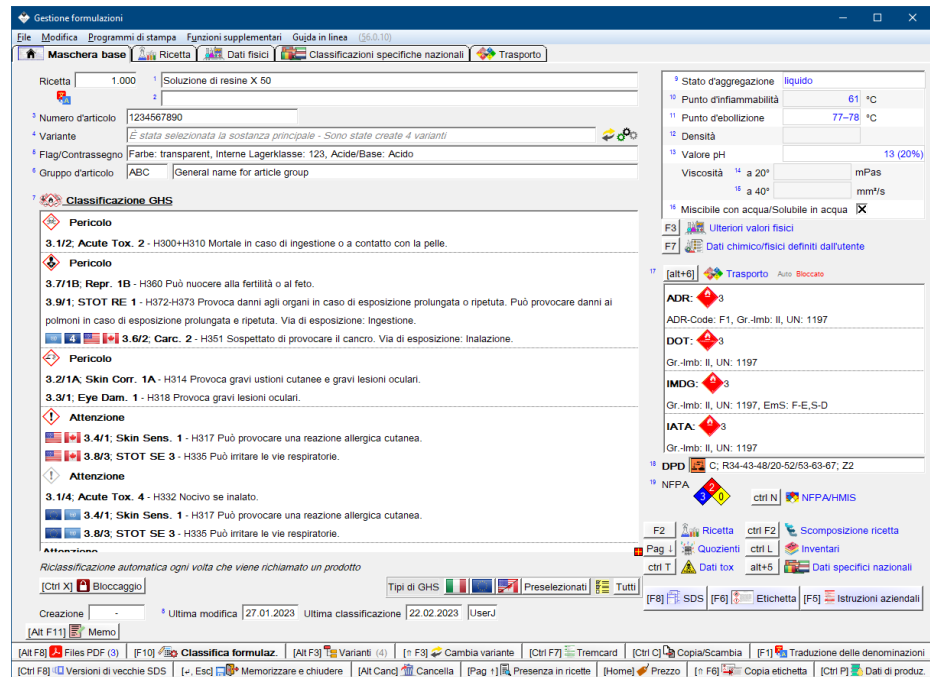 Gestione formulazioni
File Modifica Programmi di stampa Funzioni supplementari Guida in linea (§6.0.10)
Maschera base Ricetta Dati fisici Classificazioni specifiche nazionali Trasporto
Ricetta 1.000 1 Soluzione di resine X 50
2
3 Numero d'articolo 1234567890
4 Variante È stata selezionata la sostanza principale - Sono state create 4 varianti
5 Flag/Contrassegno Farbe: transparent, Interne Lagerklasse: 123, Acide/Base: Acido
6 Gruppo d'articolo ABC General name for article group
7 Classificazione GHS
Pericolo
3.1/2; Acute Tox. 2 - H300+H310 Mortale in caso di ingestione o a contatto con la pelle.
Pericolo
3.7/1B; Repr. 1B - H360 Può nuocere alla fertilità o al feto.
3.9/1; STOT RE 1 - H372-H373 Provoca danni agli organi in caso di esposizione prolungata o ripetuta. Può provocare danni ai
polmoni in caso di esposizione prolungata e ripetuta. Via di esposizione: Ingestione.
4 3.6/2; Carc. 2 - H351 Sospettato di provocare il cancro. Via di esposizione: Inalazione.
Pericolo
3.2/1A; Skin Corr. 1A - H314 Provoca gravi ustioni cutanee e gravi lesioni oculari.
3.3/1; Eye Dam. 1 - H318 Provoca gravi lesioni oculari.
Attenzione
3.4/1; Skin Sens. 1 - H317 Può provocare una reazione allergica cutanea.
3.8/3; STOT SE 3 - H335 Può irritare le vie respiratorie.
Attenzione
3.1/4; Acute Tox. 4 - H332 Nocivo se inalato.
3.4/1; Skin Sens. 1 - H317 Può provocare una reazione allergica cutanea.
3.8/3; STOT SE 3 - H335 Può irritare le vie respiratorie.
Attenzione
Riclassificazione automatica ogni volta che viene richiamato un prodotto
[Ctrl X] Bloccaggio Tipi di GHS Preselezionati Tutti
Creazione - 8 Ultima modifica 27.01.2023 Ultima classificazione 22.02.2023 UserJ
[Alt F11] Memo
9 Stato d'aggregazione liquido
10 Punto d'infiammabilità 61 °C
11 Punto d'ebollizione 77–78 °C
12 Densità
13 Valore pH 13 (20%)
Viscosità 14 a 20° mPas
15 a 40° mm²/s
16 Miscibile con acqua/Solubile in acqua
F3 Ulteriori valori fisici
F7 Dati chimico/fisici definiti dall'utente
17 [alt+6] Trasporto Auto Bloccato
ADR: 3
ADR-Code: F1, Gr.-Imb: II, UN: 1197
DOT: 3
Gr.-Imb: II, UN: 1197
IMDG: 3
Gr.-Imb: II, UN: 1197, EmS: F-E,S-D
IATA: 3
Gr.-Imb: II, UN: 1197
18 DPD C; R34-43-48/20-52/53-63-67; Z2
19 NFPA 3 2 0 ctrl N NFPA/HMIS
F2 Ricetta ctrl F2 Scomposizione ricetta
Pag ↓ Quozienti ctrl L Inventari
ctrl T Dati tox alt+5 Dati specifici nazionali
[F8] SDS [F6] Etichetta [F5] Istruzioni aziendali
[Alt F8] Files PDF (3) [F10] Classifica formulaz. [Alt F3] Varianti (4) [⇧ F3] Cambia variante [Ctrl F7] Tremcard [Ctrl C] Copia/Scambia [F1] Traduzione delle denominazioni
[Ctrl F8] Versioni di vecchie SDS [↵, Esc] Memorizzare e chiudere [Alt Canc] Cancella [Pag ↑] Presenza in ricette [Home] Prezzo [⇧ F6] Copia etichetta [Ctrl P] Dati di produz.